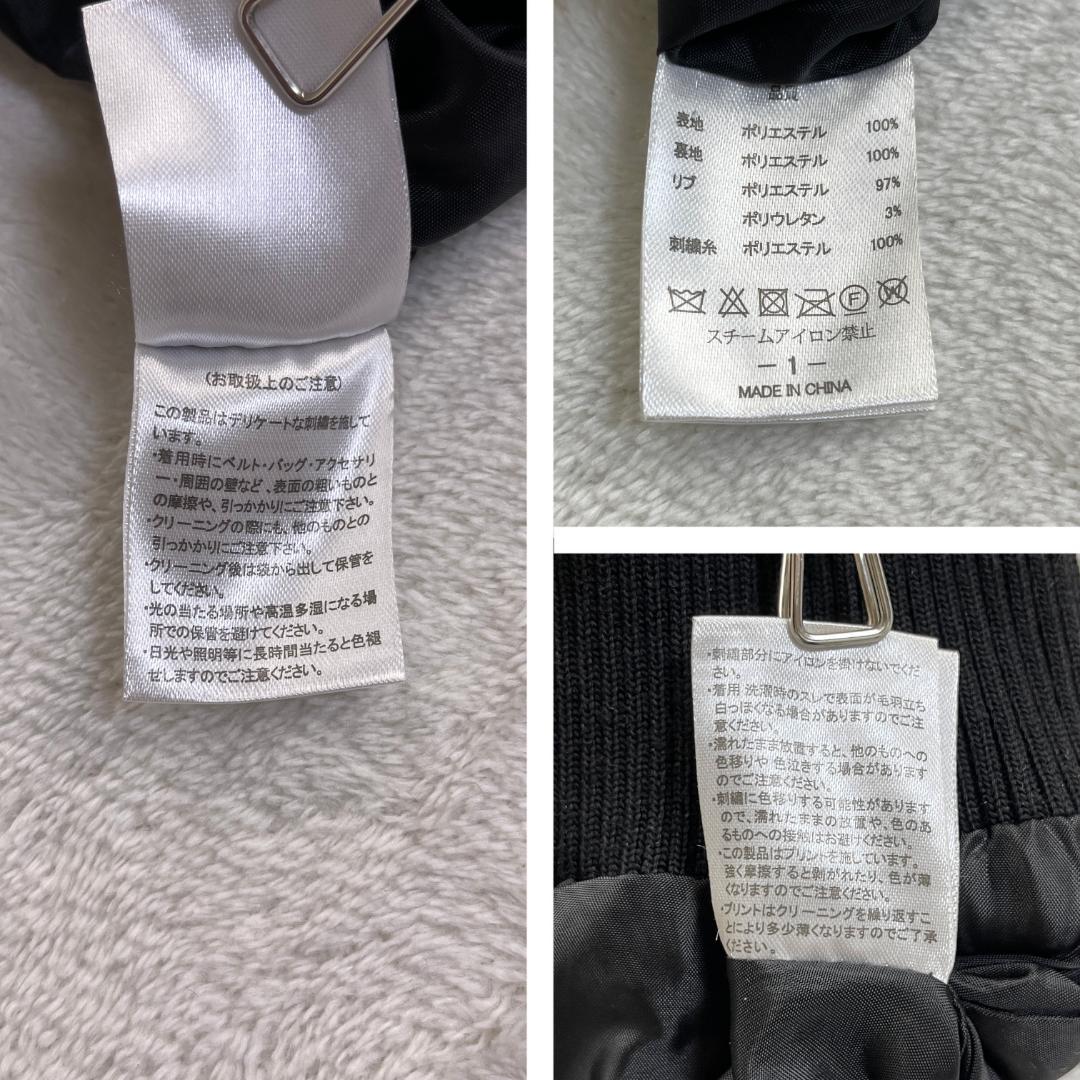 (お取扱上のご注意)
この製品はデリケートな刺繍を施して
います。
・着用時にベルト・バッグ・アクセサリ
ー・周囲の壁など、表面の粗いものと
の摩擦や、引っかかりにご注意下さい。
・クリーニングの際にも、他のものとの
引っかかりにご注意下さい。
・クリーニング後は袋から出して保管を
してください。
・光の当たる場所や高温多湿になる場
所での保管を避けてください。
・日光や照明等に長時間当たると色褪
せしますのでご注意ください。
品質
表地 ポリエステル 100%
裏地 ポリエステル 100%
リブ ポリエステル 97%
ポリウレタン 3%
刺繍糸 ポリエステル 100%
F W
スチームアイロン禁止
— 1 —
MADE IN CHINA
・刺繍部分にアイロンを掛けないでくだ
さい。
・着用 洗濯時のスレで表面が毛羽立ち
白っぽくなる場合がありますのでご注
意ください。
・濡れたまま放置すると、他のものへの
色移りや 色泣きする場合があります
のでご注意ください。
・刺繍に色移りする可能性があります
ので、濡れたままの放置や、色のあ
るものへの接触はお避けください。
・この製品はプリントを施しています。
強く摩擦すると剥がれたり、色が薄
くなりますのでご注意ください。
・プリントはクリーニングを繰り返すこ
とにより多少薄くなりますのでご了承
ください。